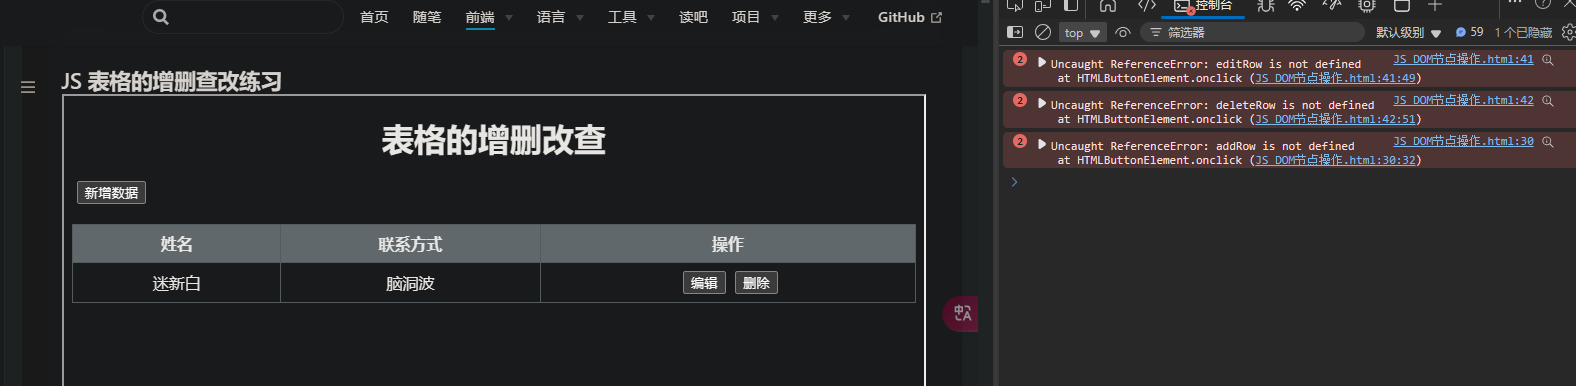 首页 随笔 前端 语言 工具 读吧 项目 更多 GitHub
JS 表格的增删查改练习
表格的增删改查
新增数据
姓名 联系方式 操作
迷新白 脑洞波 编辑 删除
控制台
top 筛选器 默认级别 59 1 个已隐藏
2 Uncaught ReferenceError: editRow is not defined JS DOM节点操作.html:41
at HTMLButtonElement.onclick (JS DOM节点操作.html:41:49)
2 Uncaught ReferenceError: deleteRow is not defined JS DOM节点操作.html:42
at HTMLButtonElement.onclick (JS DOM节点操作.html:42:51)
2 Uncaught ReferenceError: addRow is not defined JS DOM节点操作.html:30
at HTMLButtonElement.onclick (JS DOM节点操作.html:30:32)